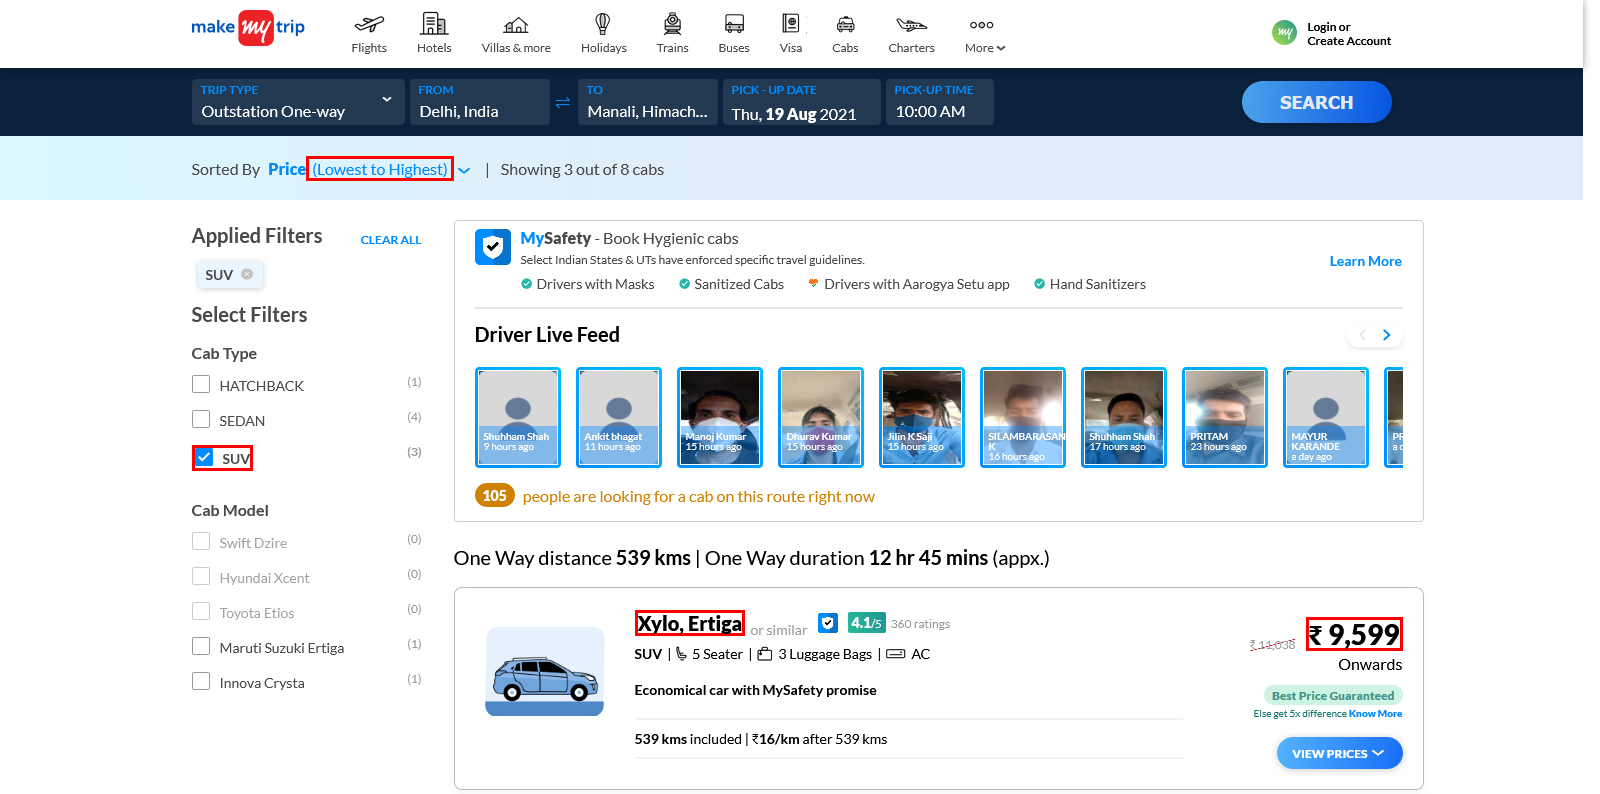 make my trip
Flights
Hotels
Villas & more
Holidays
Trains
Buses
Visa
Cabs
Charters
More
my
Login or
Create Account
TRIP TYPE
Outstation One-way
FROM
Delhi, India
TO
Manali, Himach...
PICK - UP DATE
Thu, 19 Aug 2021
PICK-UP TIME
10:00 AM
SEARCH
Sorted By Price (Lowest to Highest) | Showing 3 out of 8 cabs
Applied Filters
CLEAR ALL
SUV
Select Filters
Cab Type
HATCHBACK (1)
SEDAN (4)
SUV (3)
Cab Model
Swift Dzire (0)
Hyundai Xcent (0)
Toyota Etios (0)
Maruti Suzuki Ertiga (1)
Innova Crysta (1)
MySafety - Book Hygienic cabs
Select Indian States & UTs have enforced specific travel guidelines.
Learn More
Drivers with Masks Sanitized Cabs Drivers with Aarogya Setu app Hand Sanitizers
Driver Live Feed
Shuhham Shah
9 hours ago
Ankit bhagat
11 hours ago
Manoj Kumar
15 hours ago
Dhurav Kumar
15 hours ago
Jilin K Saji
15 hours ago
SILAMBARASAN
K
16 hours ago
Shuhham Shah
17 hours ago
PRITAM
23 hours ago
MAYUR
KARANDE
a day ago
PR
a d
105 people are looking for a cab on this route right now
One Way distance 539 kms | One Way duration 12 hr 45 mins (appx.)
Xylo, Ertiga or similar 4.1/5 360 ratings
SUV | 5 Seater | 3 Luggage Bags | AC
Economical car with MySafety promise
539 kms included | ₹16/km after 539 kms
₹ 11,038 ₹ 9,599
Onwards
Best Price Guaranteed
Else get 5x difference Know More
VIEW PRICES